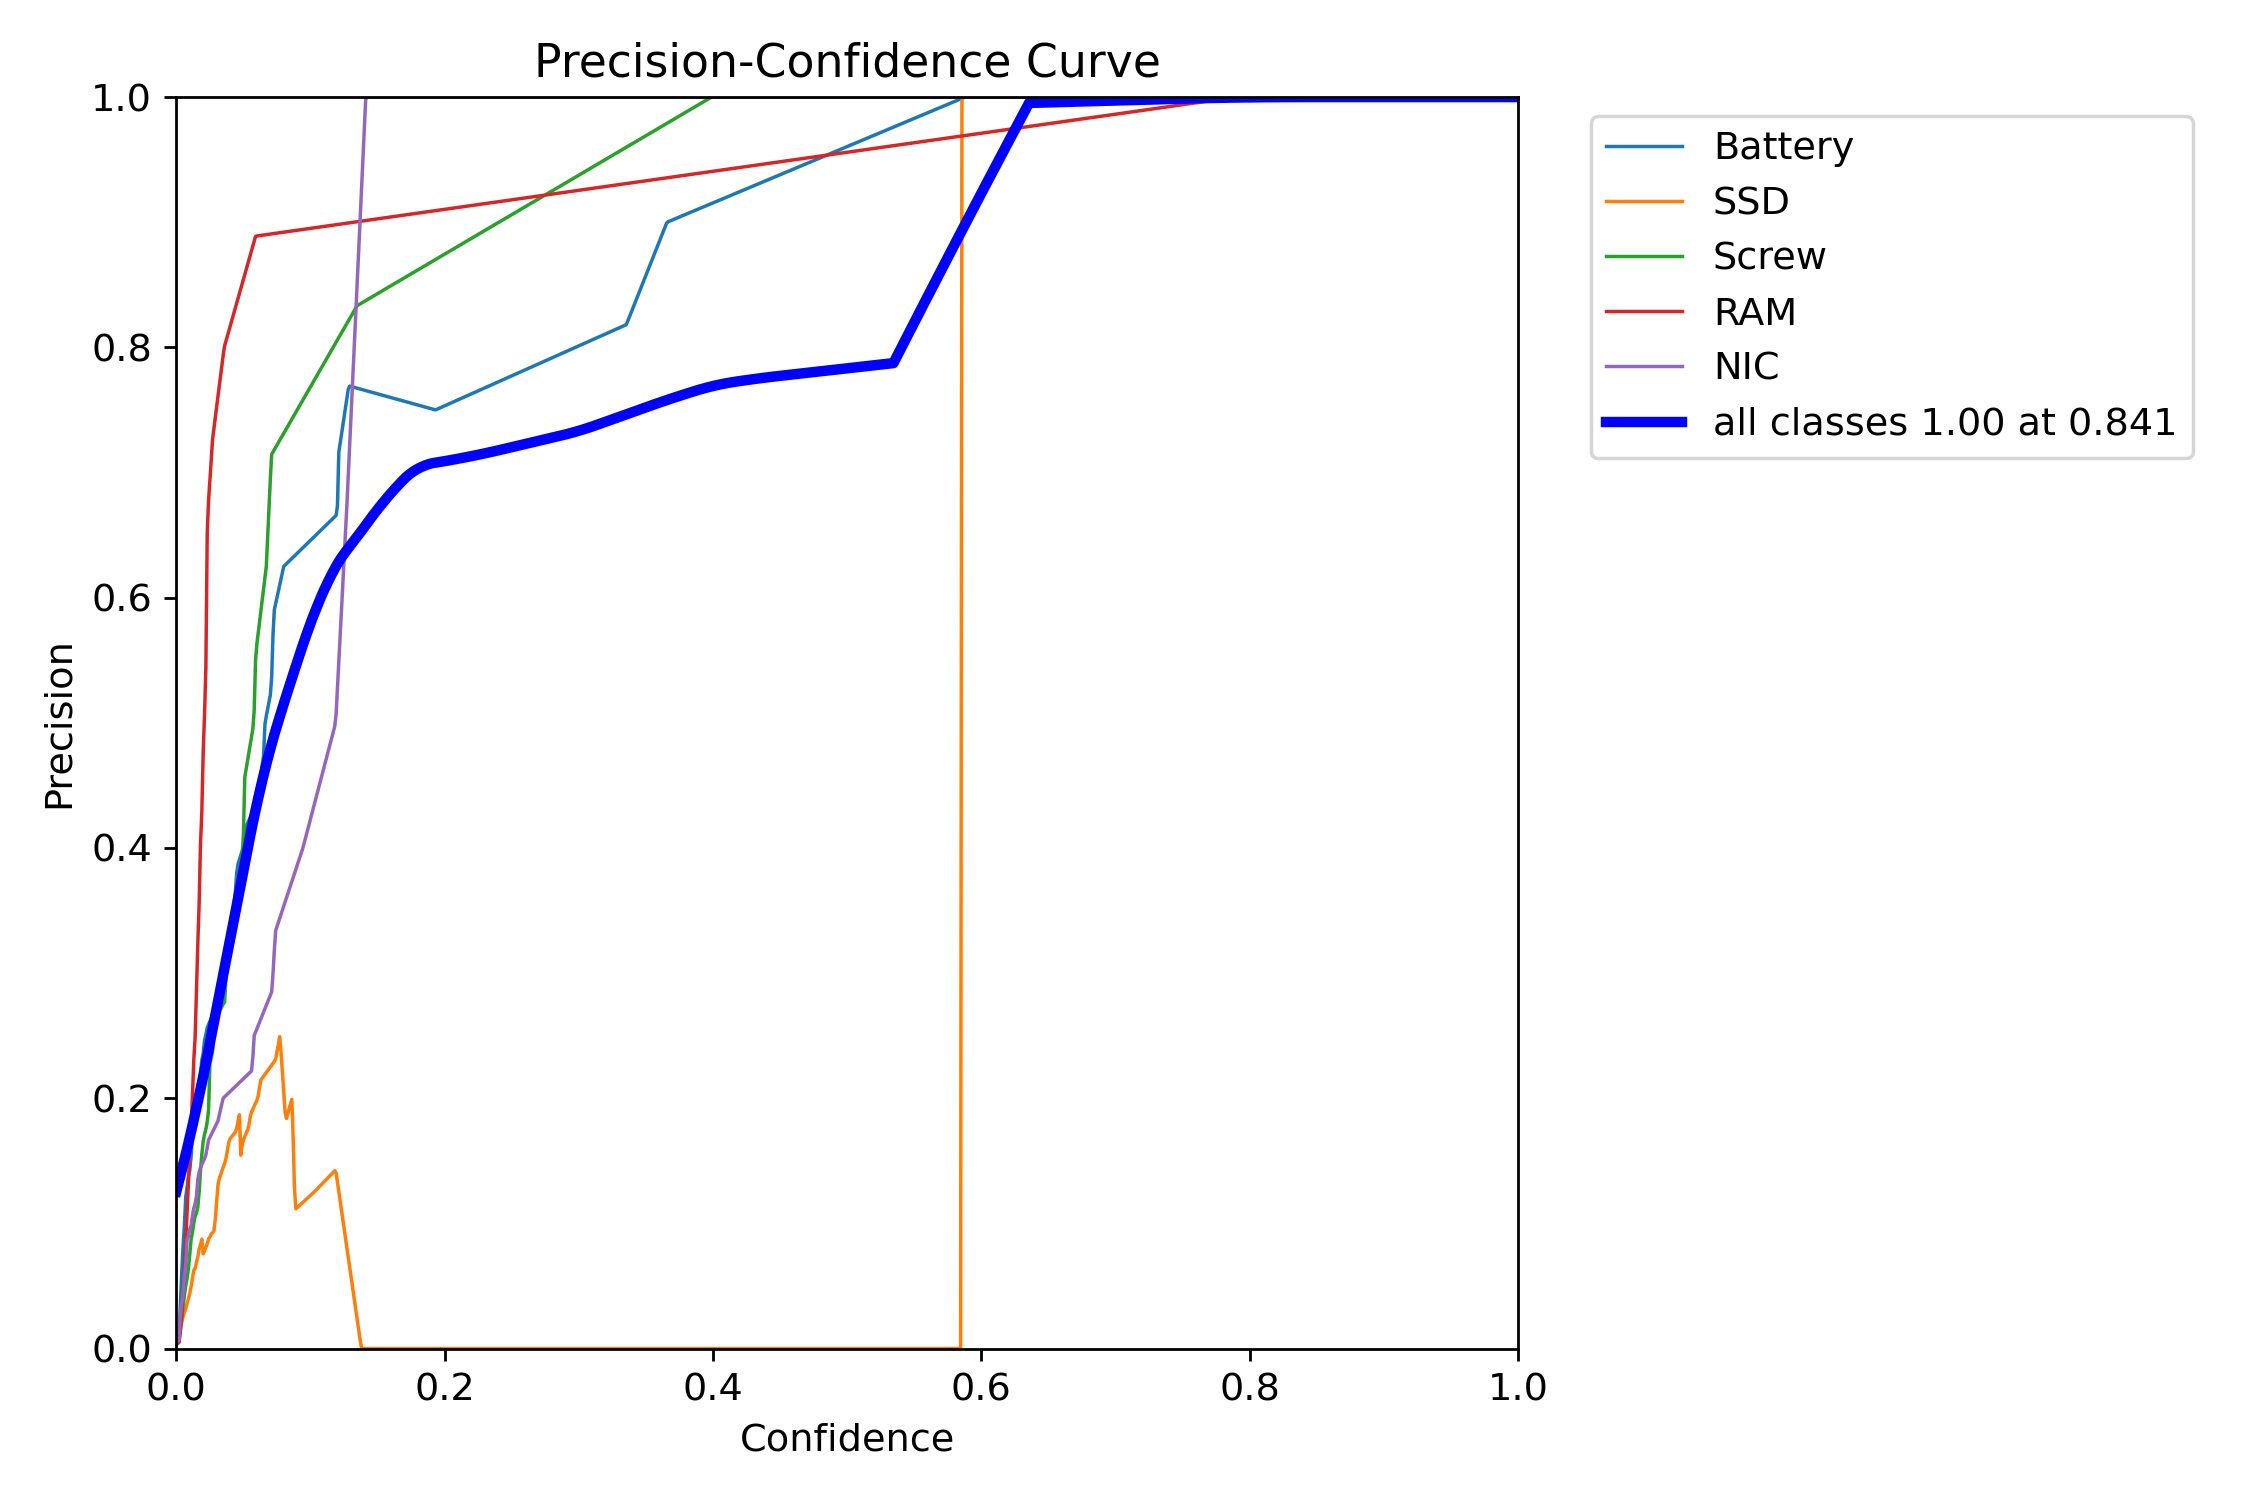 Precision-Confidence Curve
1.0
0.8
0.6
0.4
0.2
0.0
Precision
0.0 0.2 0.4 0.6 0.8 1.0
Confidence
Battery
SSD
Screw
RAM
NIC
all classes 1.00 at 0.841